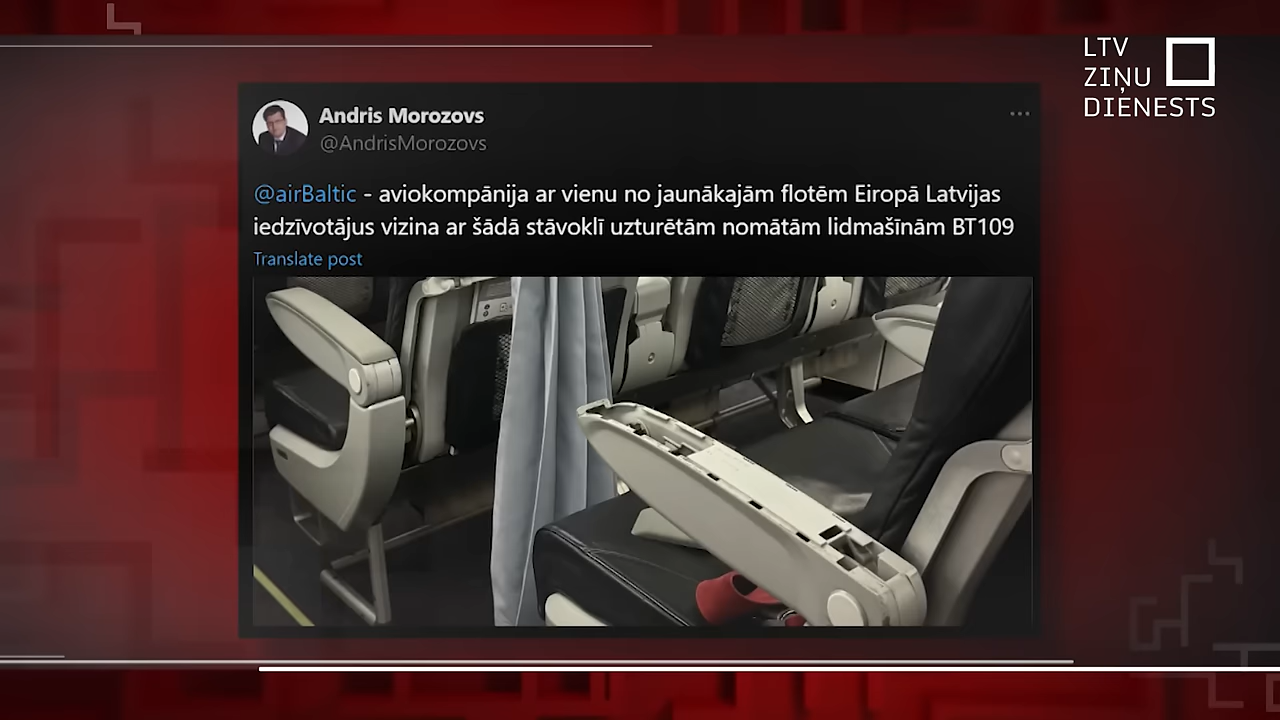 LTV
ZIŅU
DIENESTS
Andris Morozovs
@AndrisMorozovs
@airBaltic - aviokompānija ar vienu no jaunākajām flotēm Eiropā Latvijas
iedzīvotājus vizina ar šādā stāvoklī uzturētām nomātām lidmašīnām BT109
Translate post